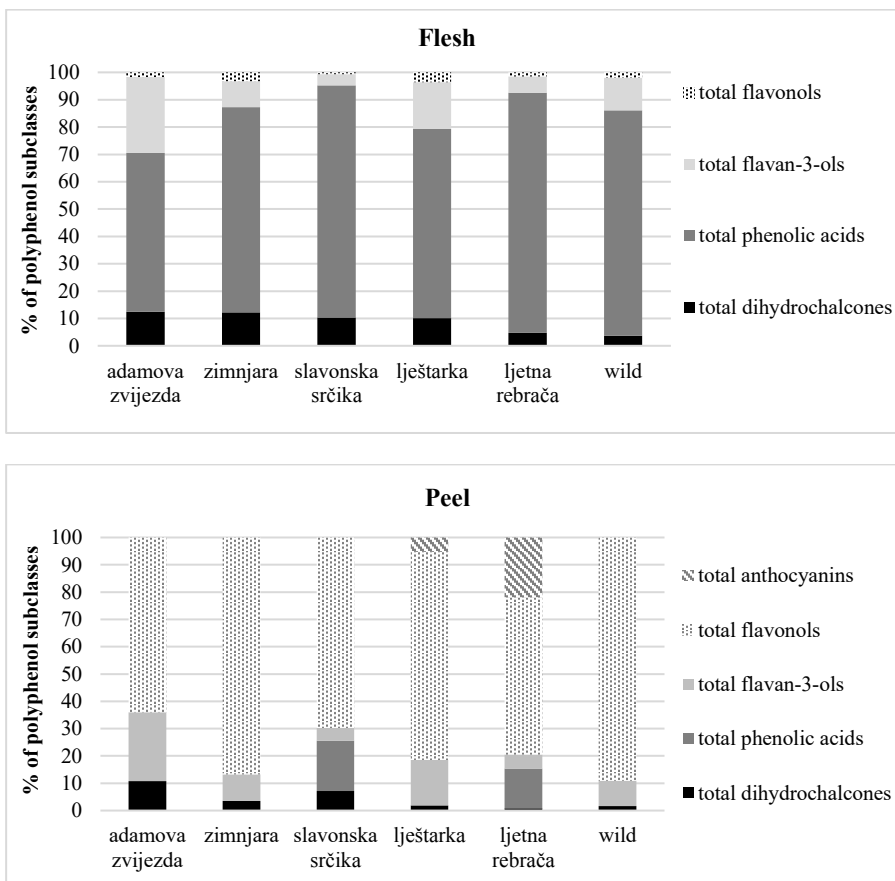 Flesh
% of polyphenol subclasses
100
90
80
70
60
50
40
30
20
10
0
adamova
zvijezda
zimnjara
slavonska
srčika
lještarka
ljetna
rebrača
wild
total flavonols
total flavan-3-ols
total phenolic acids
total dihydrochalcones
Peel
% of polyphenol subclasses
100
90
80
70
60
50
40
30
20
10
0
adamova
zvijezda
zimnjara
slavonska
srčika
lještarka
ljetna
rebrača
wild
total anthocyanins
total flavonols
total flavan-3-ols
total phenolic acids
total dihydrochalcones